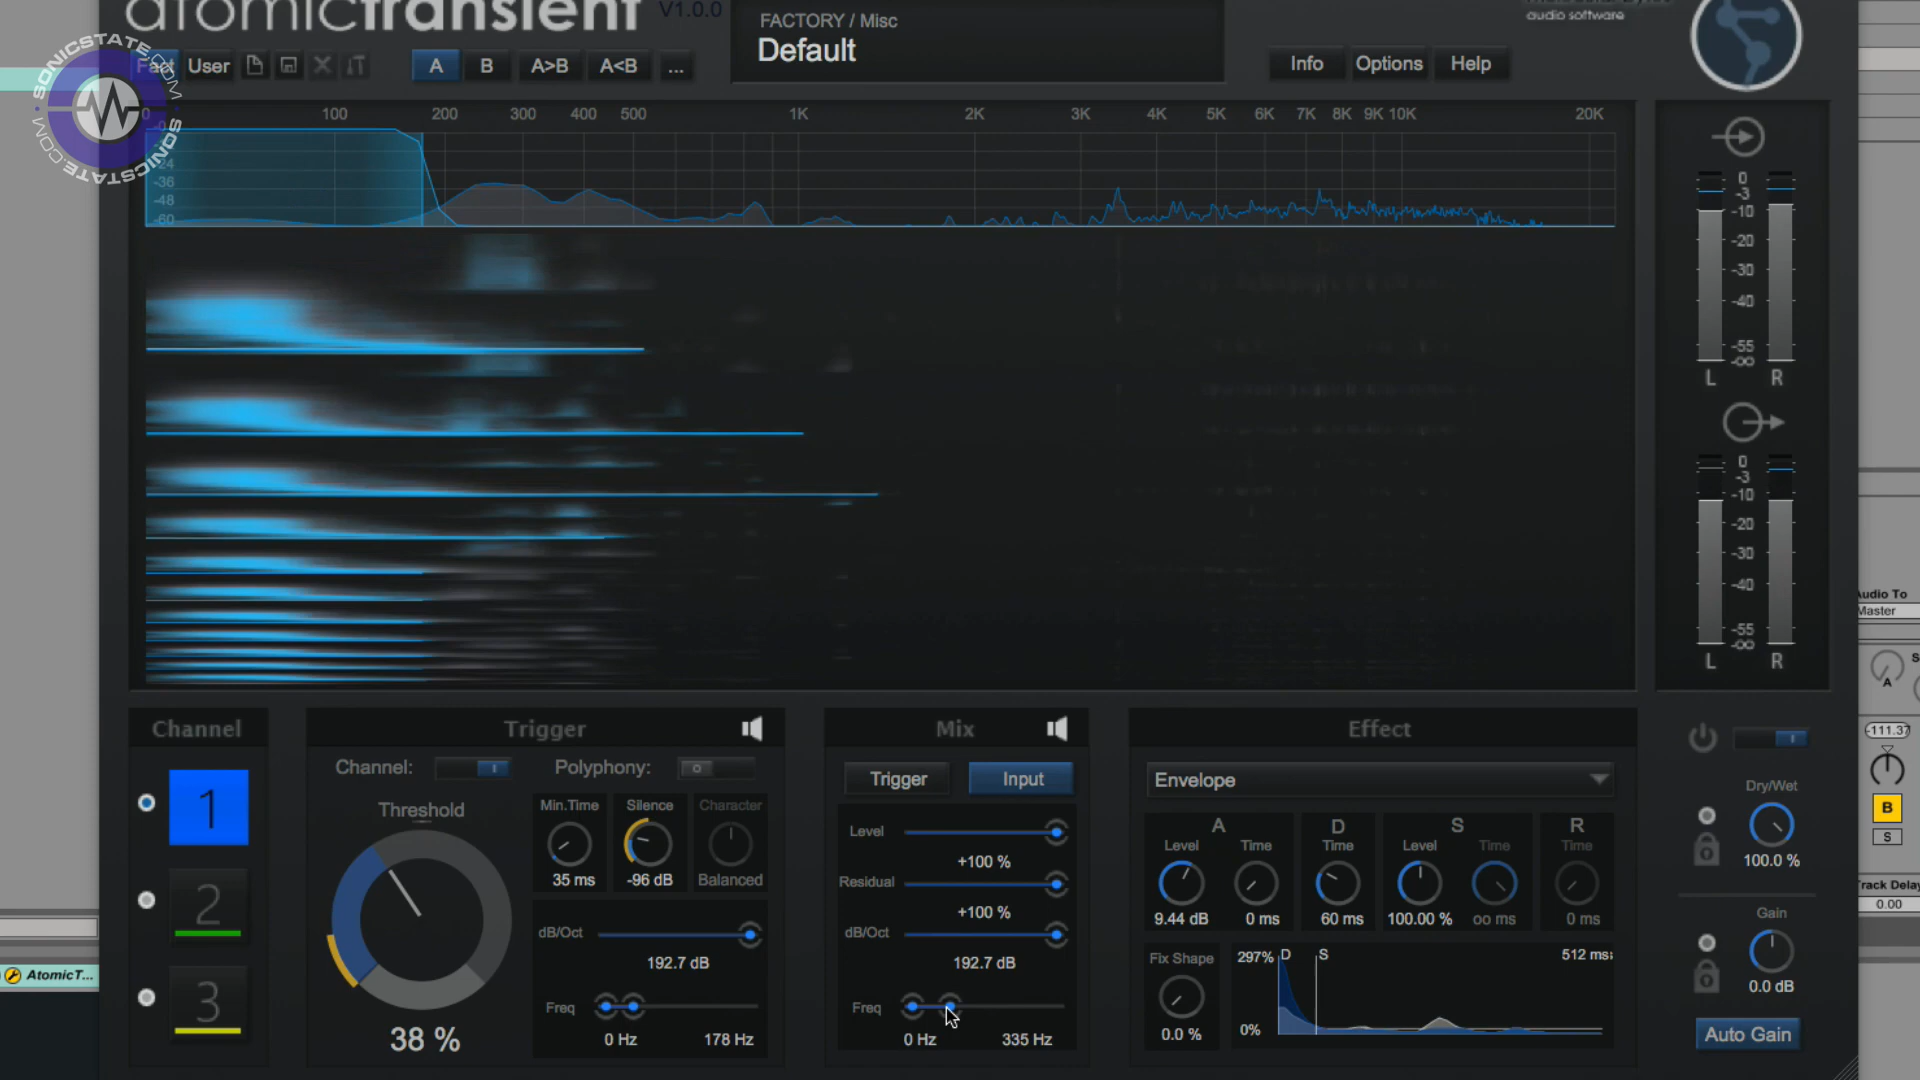 atomictransient V1.0.0
FACTORY / Misc
Default
audio software
SONICSTATE.COM
SONICSTATE.COM
Fact User A B A>B A<B ...
Info Options Help
0 100 200 300 400 500 1K 2K 3K 4K 5K 6K 7K 8K 9K 10K 20K
-24
-36
-48
-60
0
-3
-10
-20
-30
-40
-55
-oo
L R
0
-3
-10
-20
-30
-40
-55
-oo
L R
Channel
1
2
3
Trigger
Channel: I Polyphony: O
Threshold
38 %
Min.Time Silence Character
35 ms -96 dB Balanced
dB/Oct
192.7 dB
Freq
0 Hz 178 Hz
Mix
Trigger Input
Level
+100 %
Residual
+100 %
dB/Oct
192.7 dB
Freq
0 Hz 335 Hz
Effect
Envelope
A D S R
Level Time Time Level Time Time
9.44 dB 0 ms 60 ms 100.00 % oo ms 0 ms
Fix Shape
0.0 %
297% D S 512 ms
0%
I
Dry/Wet
100.0 %
Gain
0.0 dB
Auto Gain
Audio To
Master
S
A
-111.37
B
S
Track Delay
0.00
AtomicT...